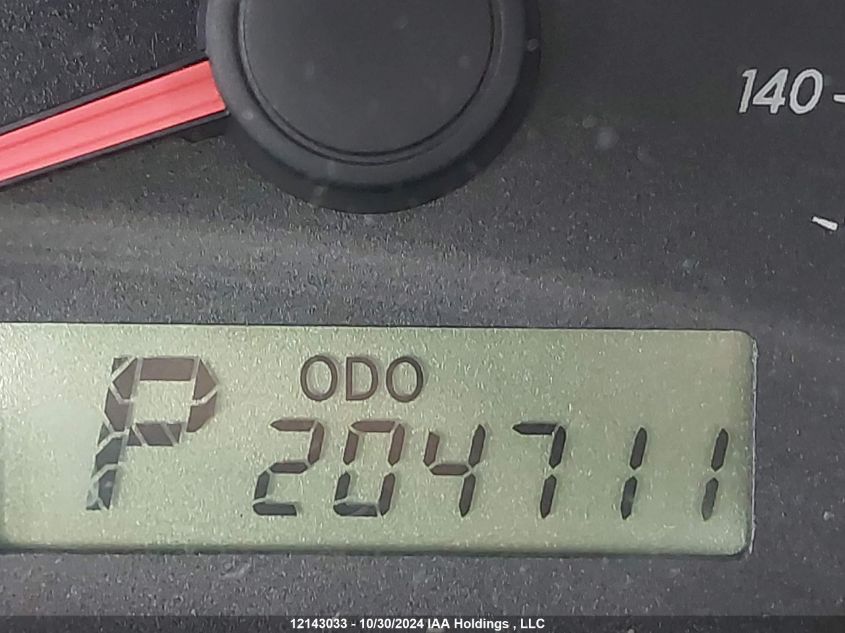 140
ODO
P 204711
12143033 - 10/30/2024 IAA Holdings , LLC